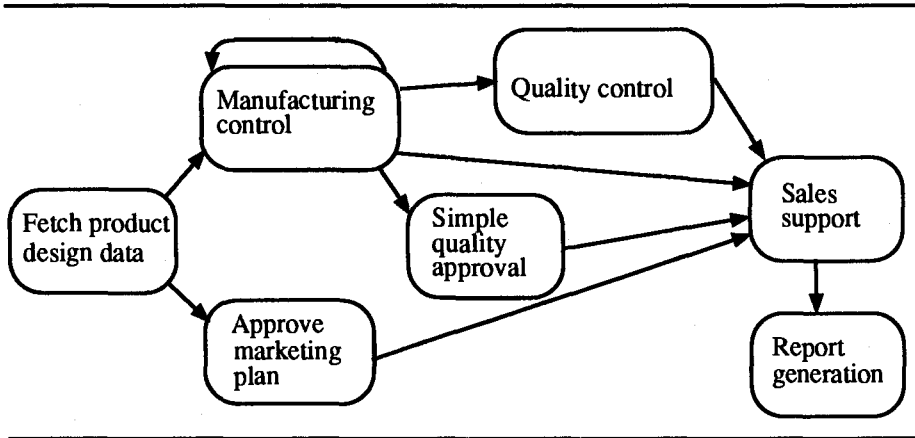 Manufacturing
control
Quality control
Fetch product
design data
Simple
quality
approval
Sales
support
Approve
marketing
plan
Report
generation